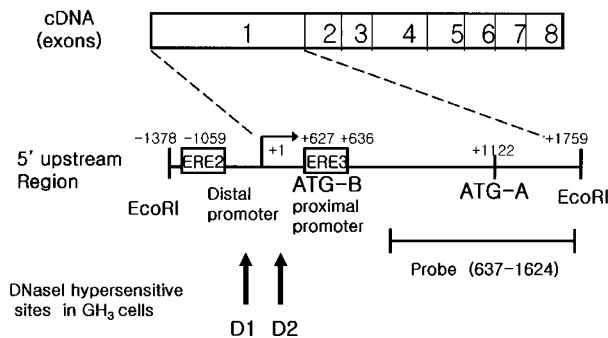 cDNA
(exons)
1 2 3 4 5 6 7 8
-1378 -1059 +1 +627 +636 +1759
5' upstream
Region
ERE2 ERE3 +1122
EcoRI Distal
promoter ATG-B
proximal
promoter ATG-A EcoRI
Probe (637-1624)
DNaseI hypersensitive
sites in GH3 cells
D1 D2